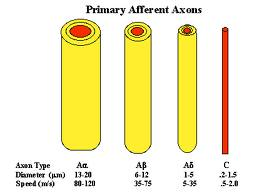 Primary Afferent Axons
Axon Type Aα Aβ Aδ C
Diameter (μm) 13-20 6-12 1-5 .2-1.5
Speed (m/s) 80-120 35-75 5-35 .5-2.0